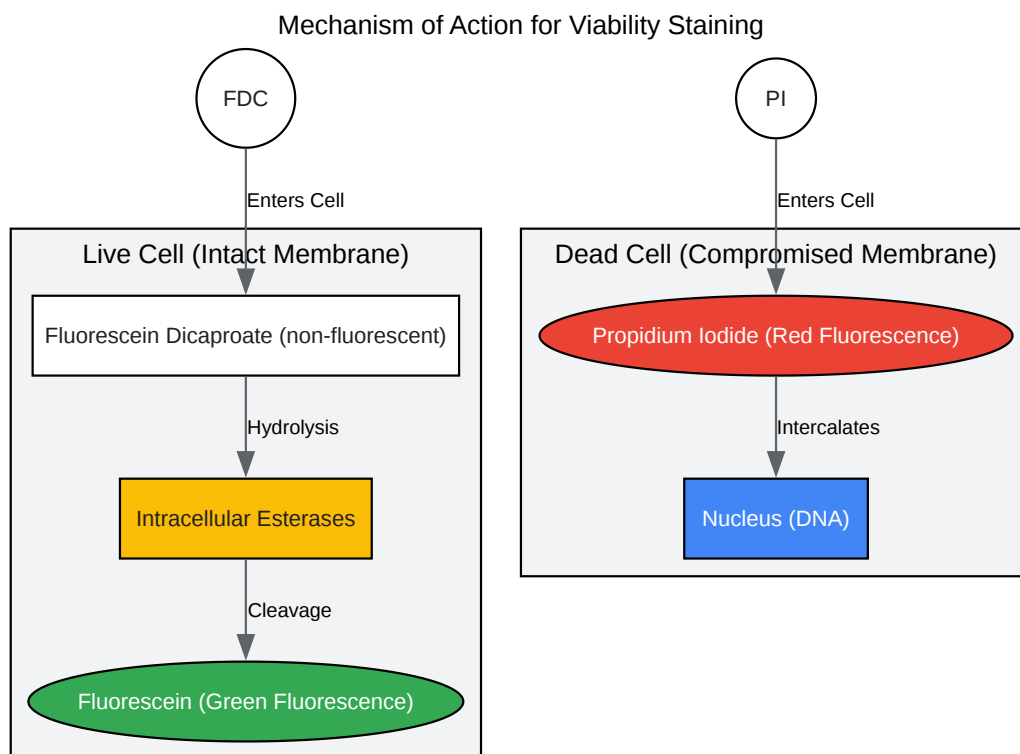 Mechanism of Action for Viability Staining
FDC
PI
Enters Cell
Enters Cell
Live Cell (Intact Membrane)
Dead Cell (Compromised Membrane)
Fluorescein Dicaproate (non-fluorescent)
Propidium Iodide (Red Fluorescence)
Hydrolysis
Intercalates
Intracellular Esterases
Nucleus (DNA)
Cleavage
Fluorescein (Green Fluorescence)